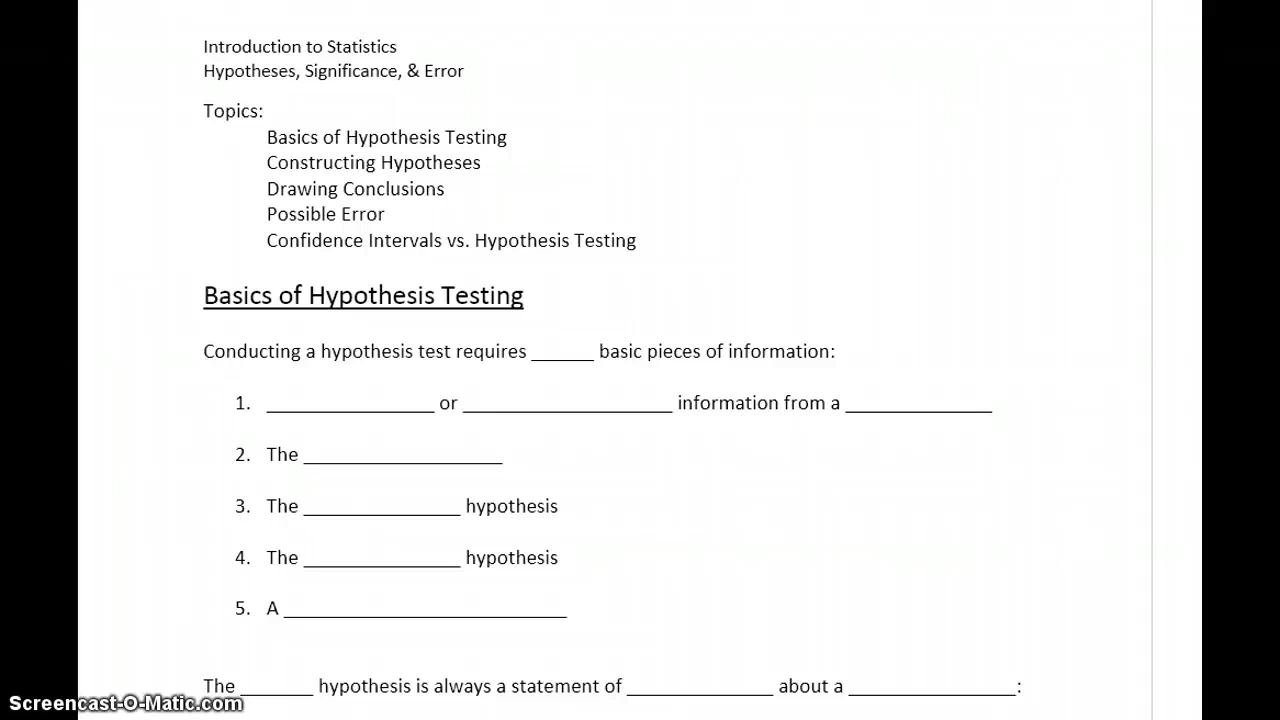 Introduction to Statistics
Hypotheses, Significance, & Error
Topics:
Basics of Hypothesis Testing
Constructing Hypotheses
Drawing Conclusions
Possible Error
Confidence Intervals vs. Hypothesis Testing
Basics of Hypothesis Testing
Conducting a hypothesis test requires ______ basic pieces of information:
1. ________________ or ____________________ information from a ______________
2. The ___________________
3. The _______________ hypothesis
4. The _______________ hypothesis
5. A ___________________________
The _______ hypothesis is always a statement of ______________ about a ________________:
Screencast-O-Matic.com